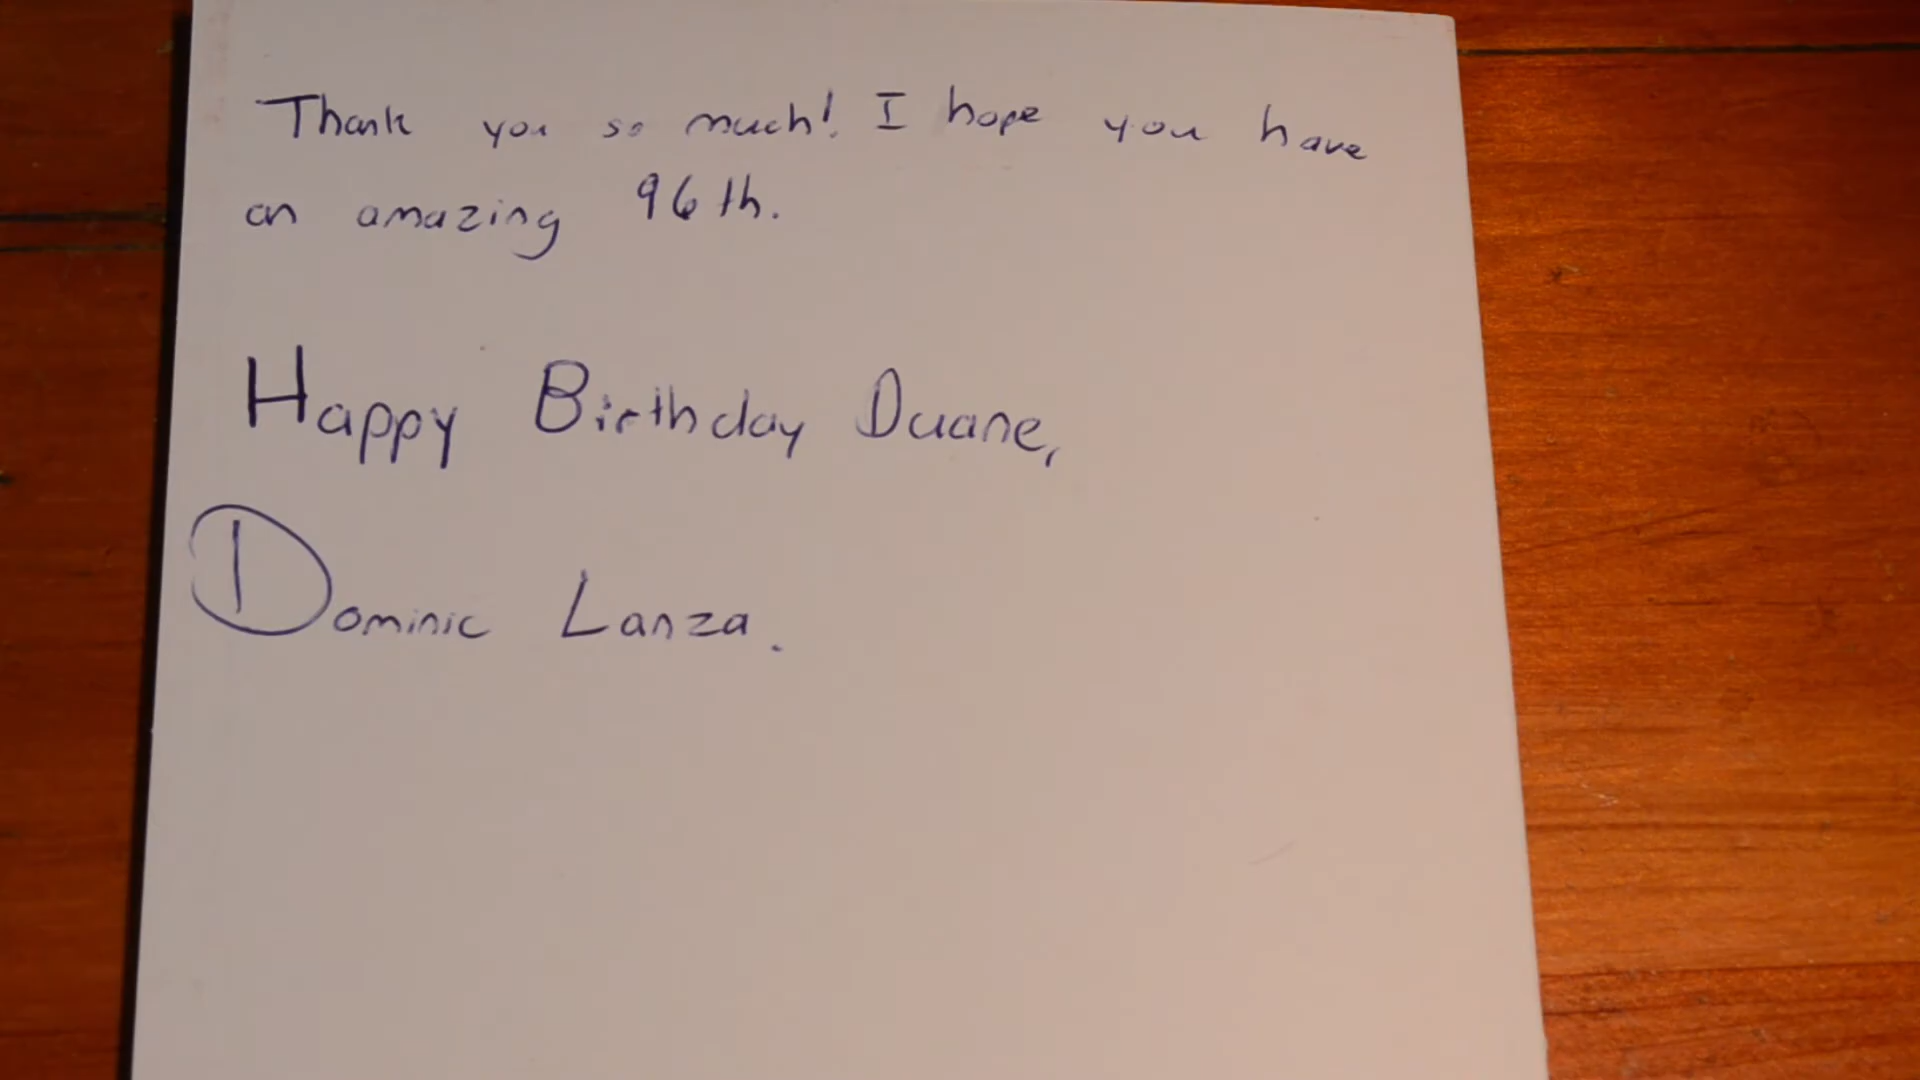 Thank you so much! I hope you have
an amazing 96th.
Happy Birthday Duane,
Dominic Lanza.